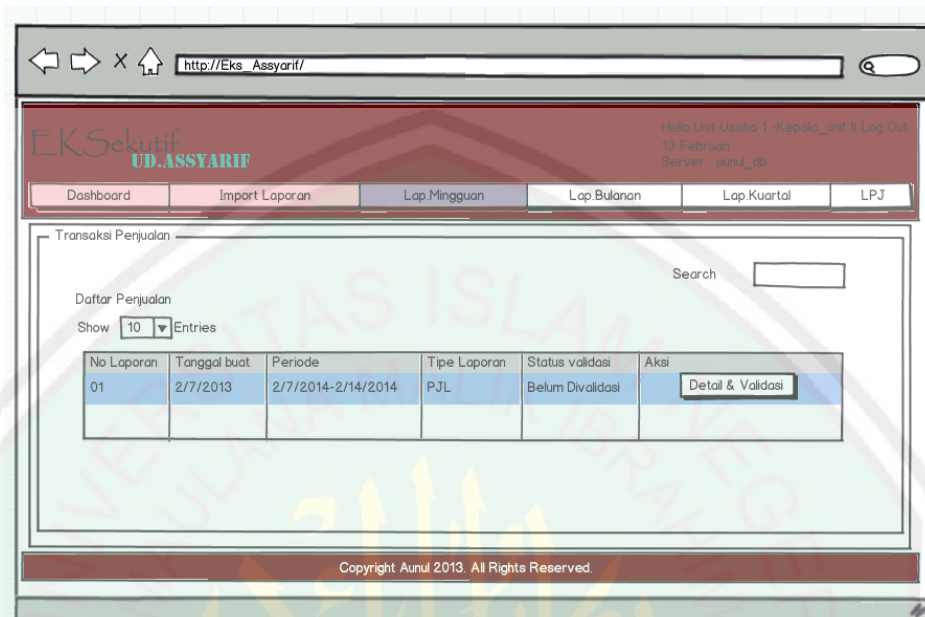 http://Eks_Assyarif/
EKSekutif
UD.ASSYARIF
Hello Unit Usaha 1 -Kepala_unit II Log Out
13 Februari
Server : aunul_db
Dashboard Import Laporan Lap.Mingguan Lap.Bulanan Lap.Kuartal LPJ
Transaksi Penjualan
Search
Daftar Penjualan
Show 10 Entries
No Laporan Tanggal buat Periode Tipe Laporan Status validasi Aksi
01 2/7/2013 2/7/2014-2/14/2014 PJL Belum Divalidasi Detail & Validasi
Copyright Aunul 2013. All Rights Reserved.